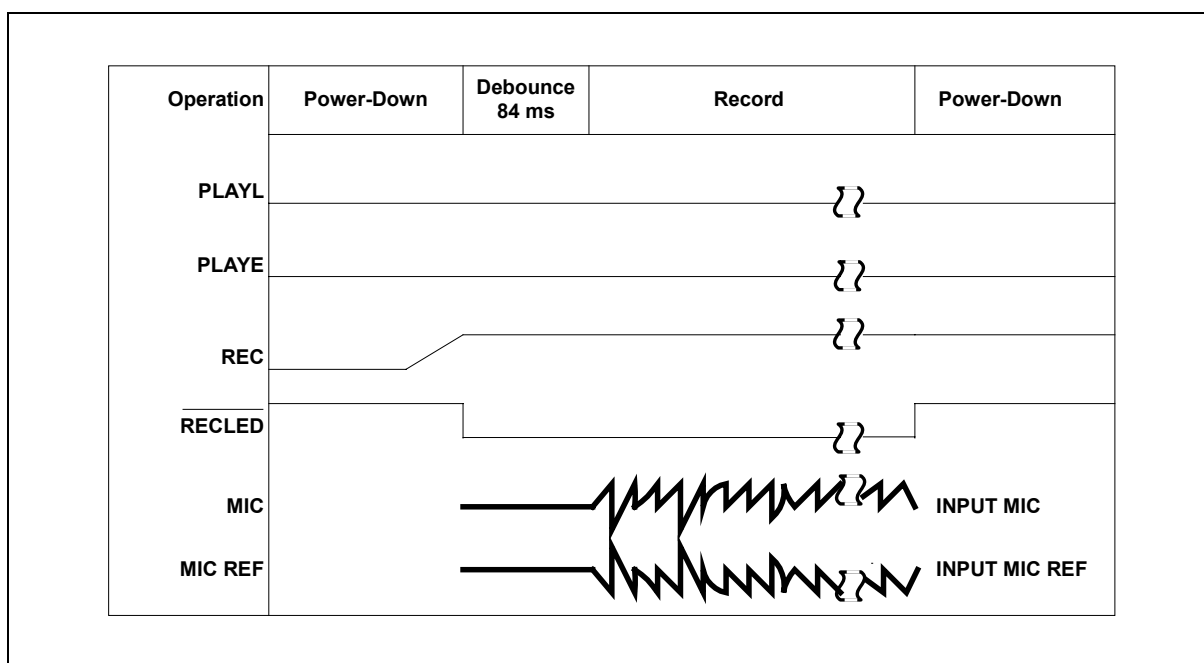 Operation Power-Down Debounce 84 ms Record Power-Down
PLAYL
PLAYE
REC
RECLED
MIC INPUT MIC
MIC REF INPUT MIC REF